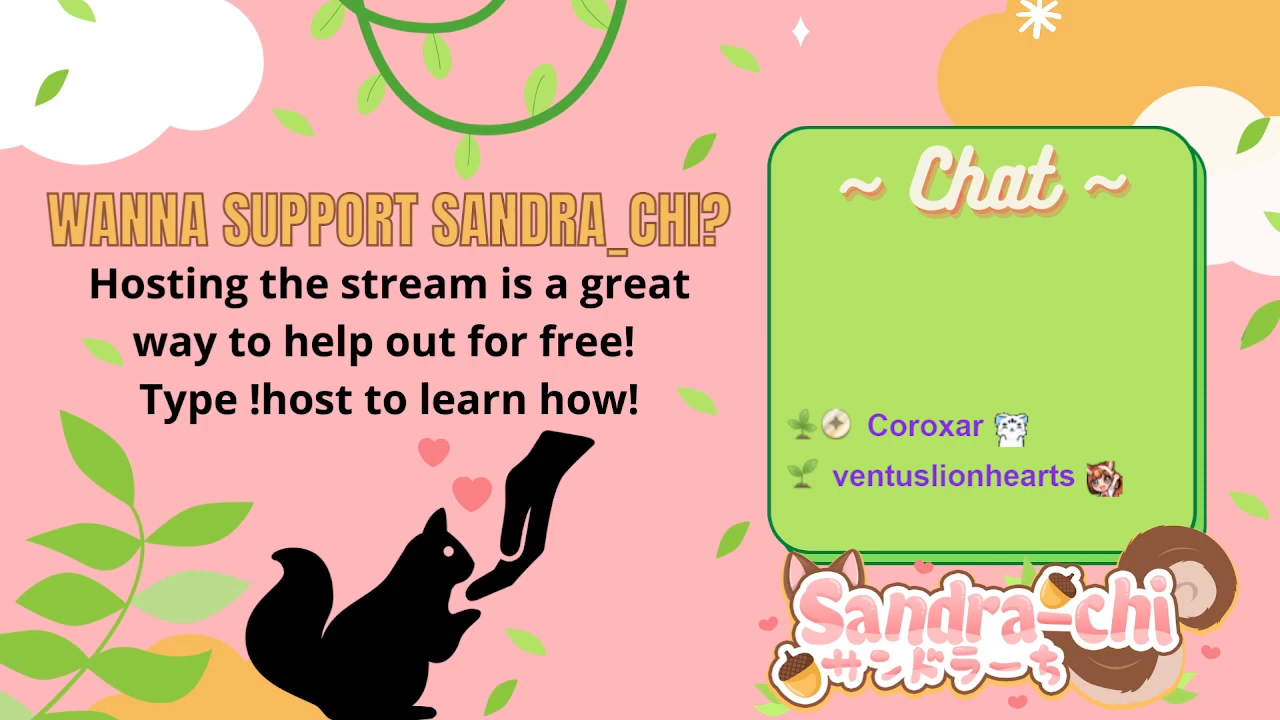 WANNA SUPPORT SANDRA_CHI?
Hosting the stream is a great
way to help out for free!
Type !host to learn how!
~ Chat ~
Coroxar
ventuslionhearts
Sandra-chi
サンドラーち